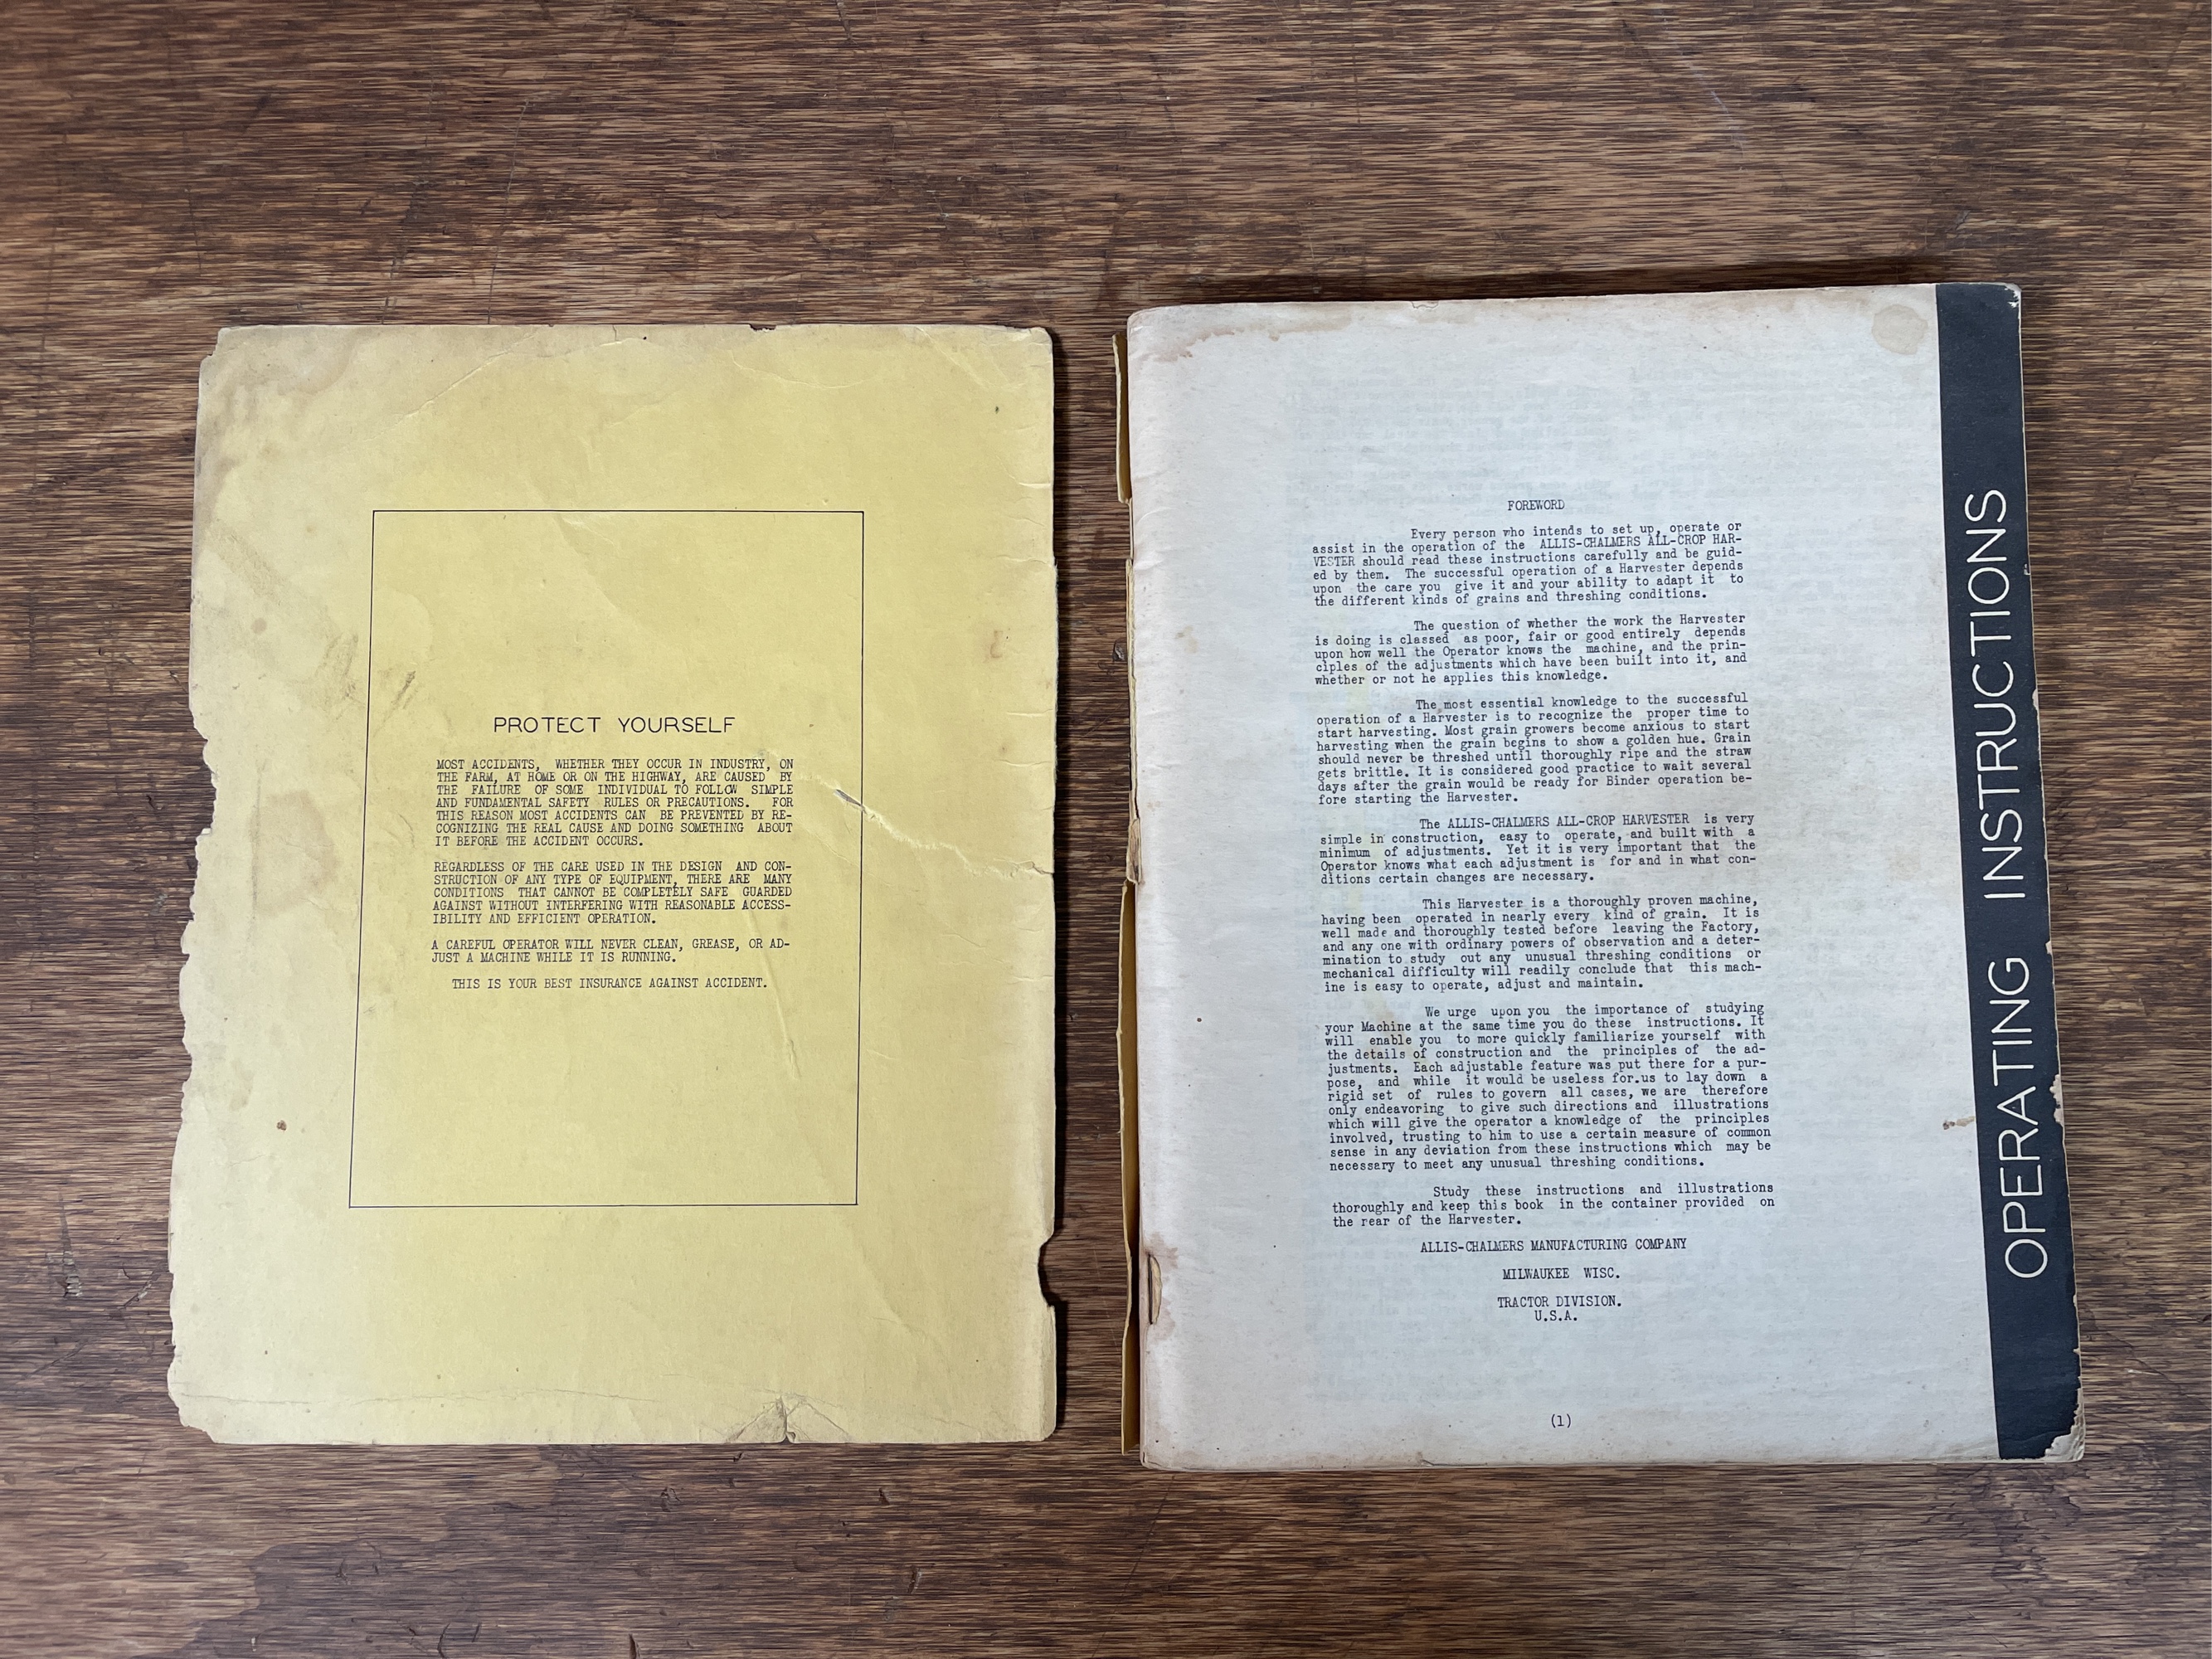 PROTECT YOURSELF
MOST ACCIDENTS, WHETHER THEY OCCUR IN INDUSTRY, ON
THE FARM, AT HOME OR ON THE HIGHWAY, ARE CAUSED BY
THE FAILURE OF SOME INDIVIDUAL TO FOLLOW SIMPLE
AND FUNDAMENTAL SAFETY RULES OR PRECAUTIONS. FOR
THIS REASON MOST ACCIDENTS CAN BE PREVENTED BY RE-
COGNIZING THE REAL CAUSE AND DOING SOMETHING ABOUT
IT BEFORE THE ACCIDENT OCCURS.
REGARDLESS OF THE CARE USED IN THE DESIGN AND CON-
STRUCTION OF ANY TYPE OF EQUIPMENT, THERE ARE MANY
CONDITIONS THAT CANNOT BE COMPLETELY SAFE GUARDED
AGAINST WITHOUT INTERFERING WITH REASONABLE ACCESS-
IBILITY AND EFFICIENT OPERATION.
A CAREFUL OPERATOR WILL NEVER CLEAN, GREASE, OR AD-
JUST A MACHINE WHILE IT IS RUNNING.
THIS IS YOUR BEST INSURANCE AGAINST ACCIDENT.
FOREWORD
Every person who intends to set up, operate or
assist in the operation of the ALLIS-CHALMERS ALL-CROP HAR-
VESTER should read these instructions carefully and be guid-
ed by them. The successful operation of a Harvester depends
upon the care you give it and your ability to adapt it to
the different kinds of grains and threshing conditions.
The question of whether the work the Harvester
is doing is classed as poor, fair or good entirely depends
upon how well the Operator knows the machine, and the prin-
ciples of the adjustments which have been built into it, and
whether or not he applies this knowledge.
The most essential knowledge to the successful
operation of a Harvester is to recognize the proper time to
start harvesting. Most grain growers become anxious to start
harvesting when the grain begins to show a golden hue. Grain
should never be threshed until thoroughly ripe and the straw
gets brittle. It is considered good practice to wait several
days after the grain would be ready for Binder operation be-
fore starting the Harvester.
The ALLIS-CHALMERS ALL-CROP HARVESTER is very
simple in construction, easy to operate, and built with a
minimum of adjustments. Yet it is very important that the
Operator knows what each adjustment is for and in what con-
ditions certain changes are necessary.
This Harvester is a thoroughly proven machine,
having been operated in nearly every kind of grain. It is
well made and thoroughly tested before leaving the Factory,
and any one with ordinary powers of observation and a deter-
mination to study out any unusual threshing conditions or
mechanical difficulty will readily conclude that this mach-
ine is easy to operate, adjust and maintain.
We urge upon you the importance of studying
your Machine at the same time you do these instructions. It
will enable you to more quickly familiarize yourself with
the details of construction and the principles of the ad-
justments. Each adjustable feature was put there for a pur-
pose, and while it would be useless for us to lay down a
rigid set of rules to govern all cases, we are therefore
only endeavoring to give such directions and illustrations
which will give the operator a knowledge of the principles
involved, trusting to him to use a certain measure of common
sense in any deviation from these instructions which may be
necessary to meet any unusual threshing conditions.
Study these instructions and illustrations
thoroughly and keep this book in the container provided on
the rear of the Harvester.
ALLIS-CHALMERS MANUFACTURING COMPANY
MILWAUKEE WISC.
TRACTOR DIVISION.
U.S.A.
(1)
OPERATING INSTRUCTIONS